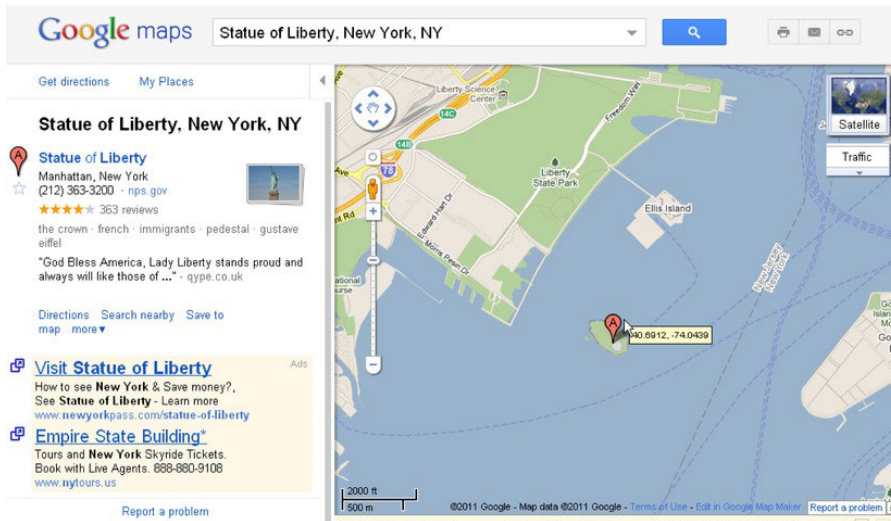 Google maps
Statue of Liberty, New York, NY
Get directions My Places
Statue of Liberty, New York, NY
A
Statue of Liberty
Manhattan, New York
(212) 363-3200 · nps.gov
363 reviews
the crown · french · immigrants · pedestal · gustave
eiffel
"God Bless America, Lady Liberty stands proud and
always will like those of ..." - qype.co.uk
Directions Search nearby Save to
map more▾
Visit Statue of Liberty
Ads
How to see New York & Save money?,
See Statue of Liberty - Learn more
www.newyorkpass.com/statue-of-liberty
Empire State Building*
Tours and New York Skyride Tickets.
Book with Live Agents. 888-880-9108
www.nytours.us
Report a problem
Liberty Science
Center
Freedom Way
14C
14B
78
Ave
Liberty
State Park
Edward Hart Dr
Morris Pesin Dr
Ellis Island
New Jersey
New York
A
40.6912, -74.0439
Satellite
Traffic
2000 ft
500 m
©2011 Google - Map data ©2011 Google - Terms of Use - Edit in Google Map Maker
Report a problem